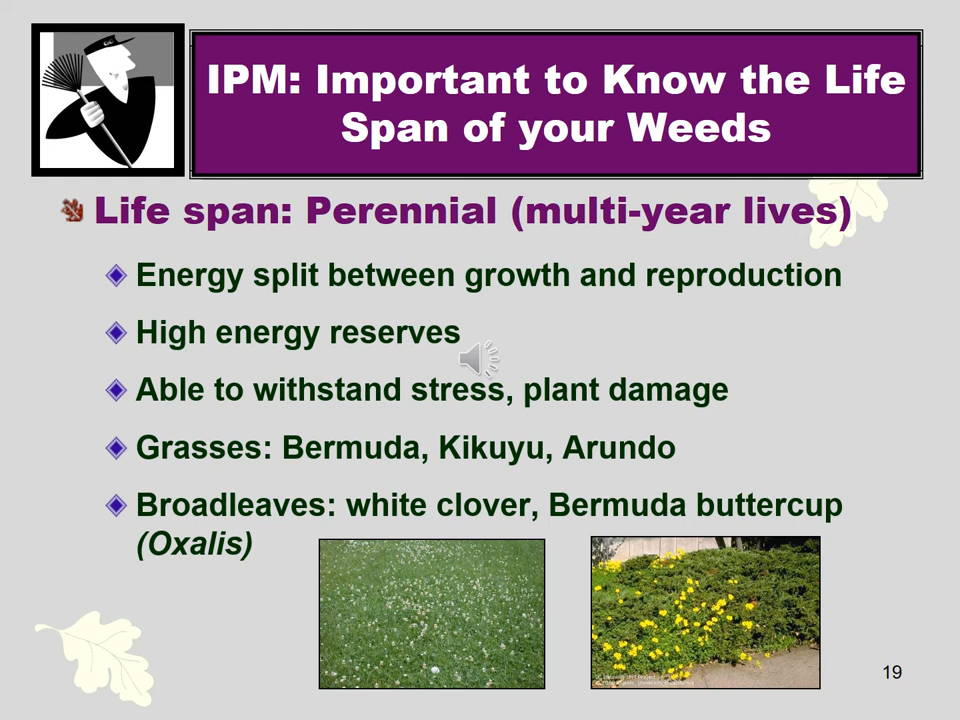 IPM: Important to Know the Life
Span of your Weeds
Life span: Perennial (multi-year lives)
Energy split between growth and reproduction
High energy reserves
Able to withstand stress, plant damage
Grasses: Bermuda, Kikuyu, Arundo
Broadleaves: white clover, Bermuda buttercup
(Oxalis)
19